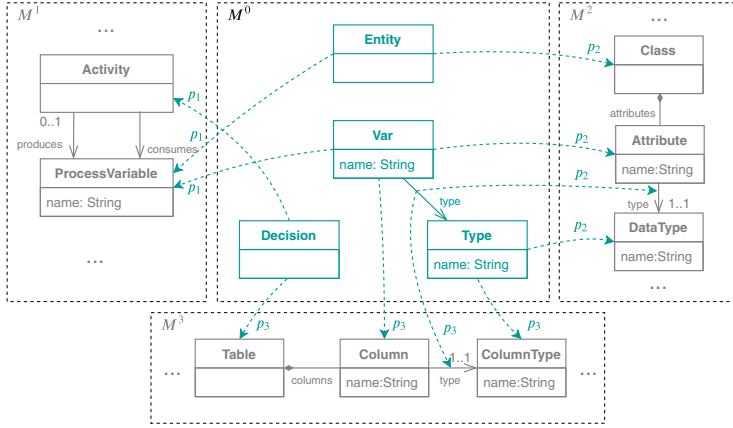 M¹
...
Activity
0..1
produces
consumes
ProcessVariable
name: String
...
p₁
p₁
p₁
M⁰
Entity
Var
name: String
type
Decision
Type
name: String
M²
...
p₂
Class
attributes
p₂
Attribute
name:String
p₂
type
1..1
p₂
DataType
name: String
...
M³
p₃
p₃
p₃
p₃
...
Table
columns
Column
name:String
1..1
type
ColumnType
name:String
...